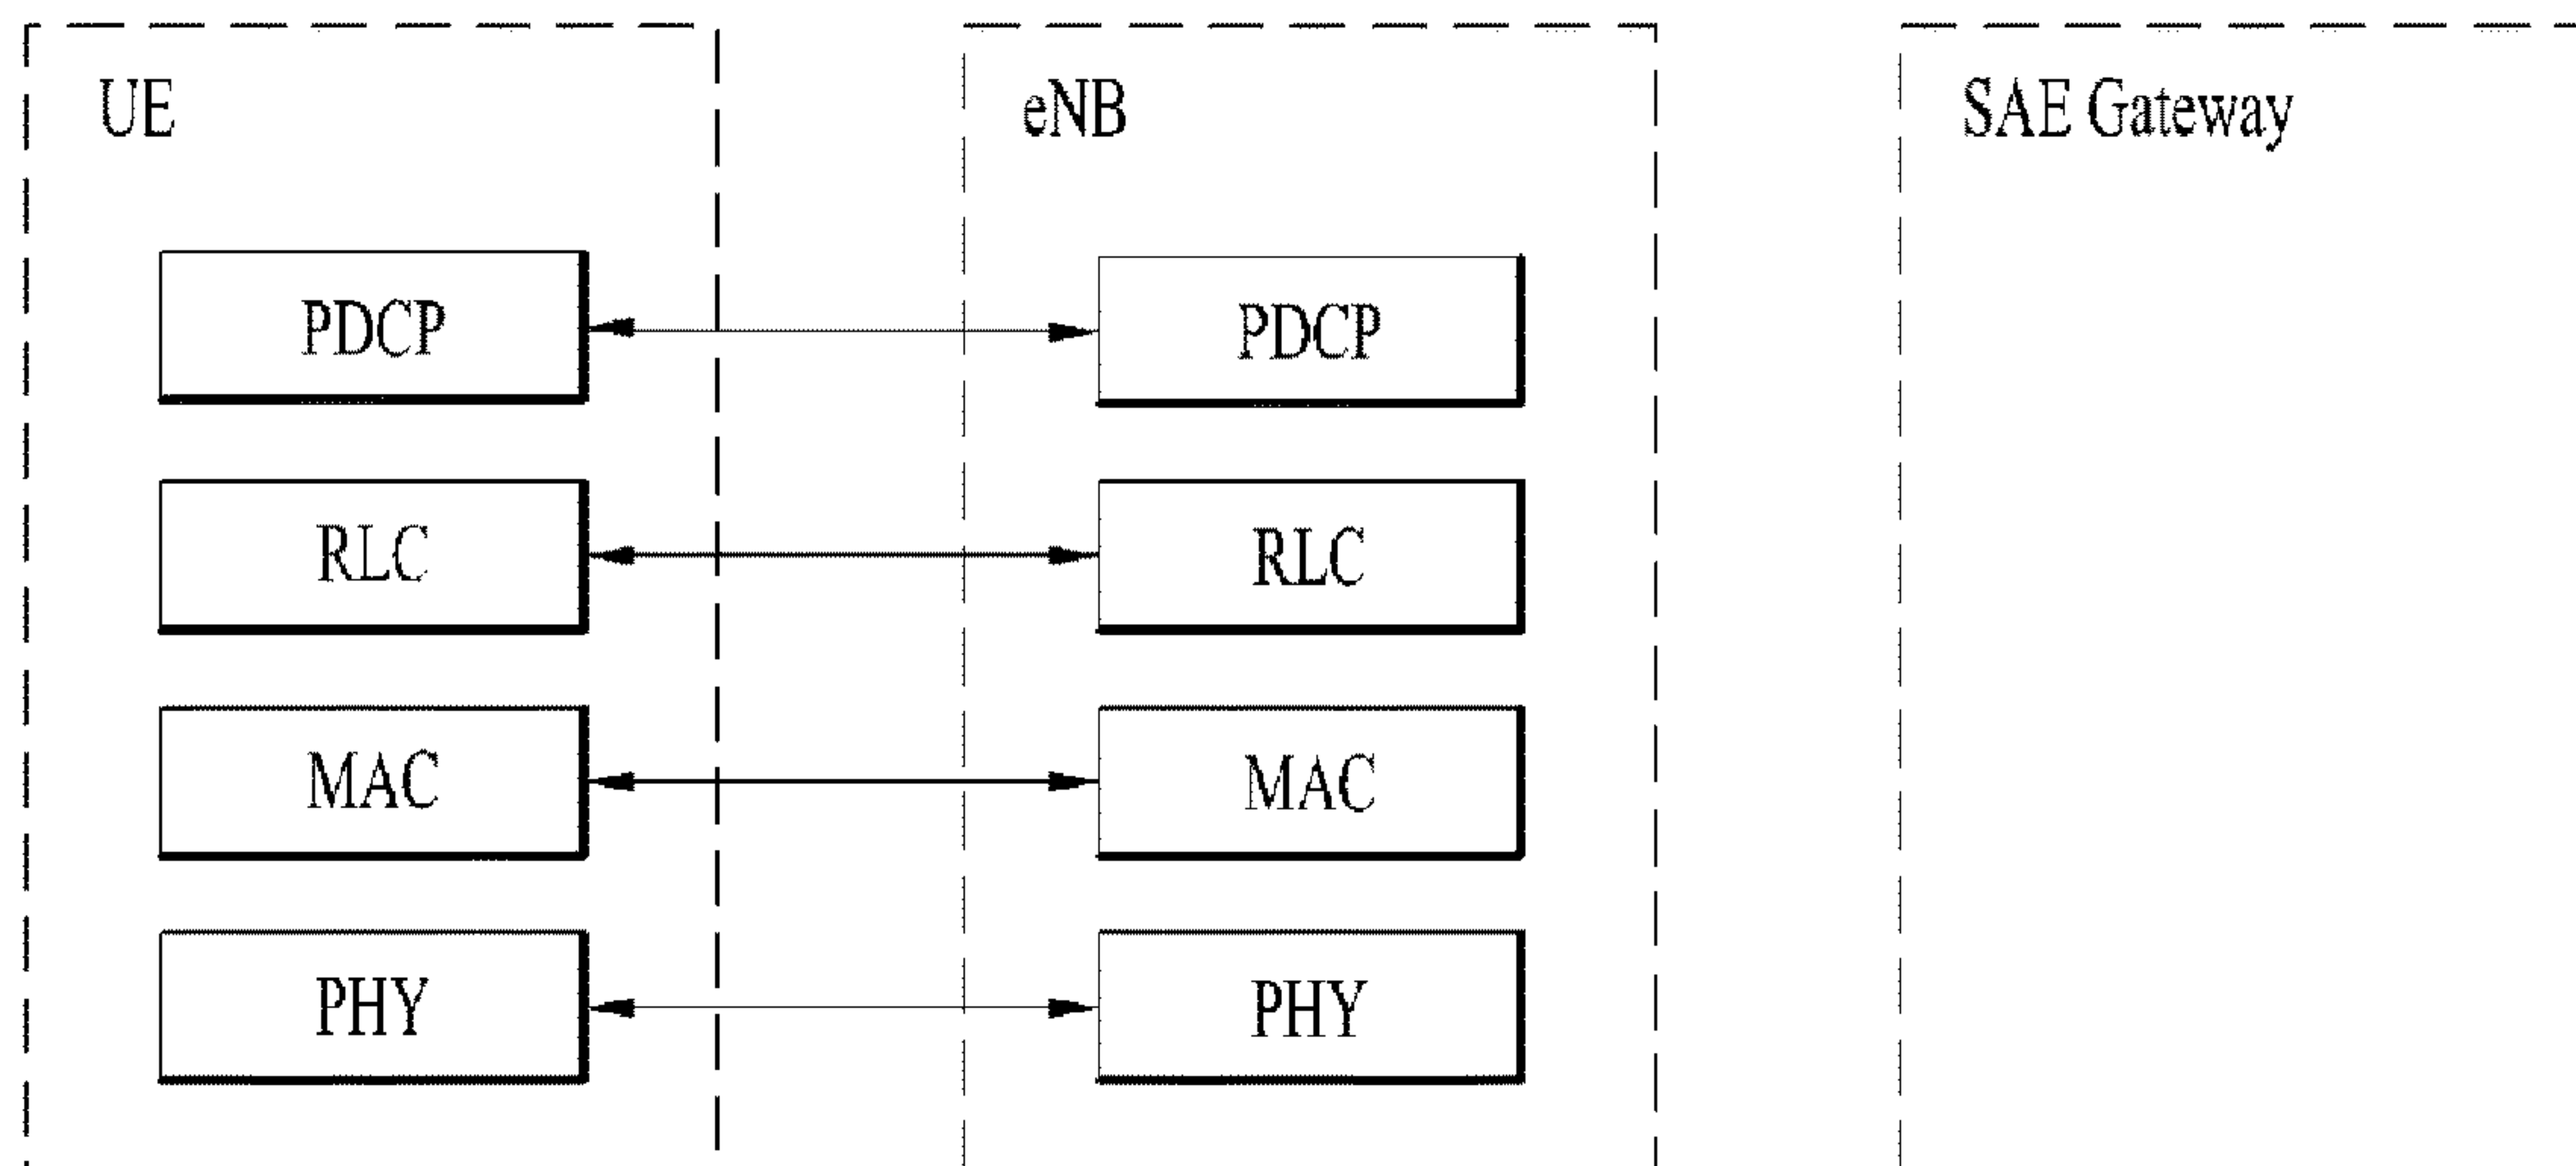 UE
eNB
SAE Gateway
PDCP
PDCP
RLC
RLC
MAC
MAC
PHY
PHY